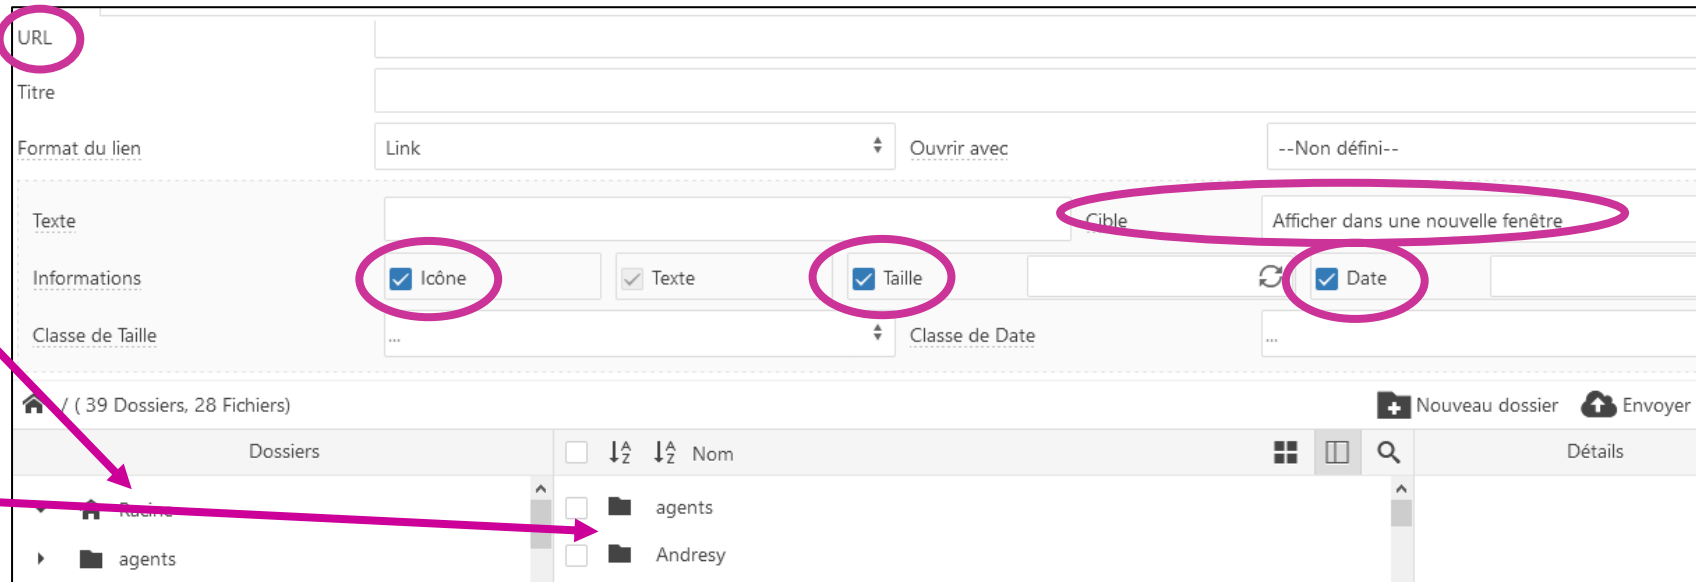 URL
Titre
Format du lien Link Ouvrir avec --Non défini--
Texte Cible Afficher dans une nouvelle fenêtre
Informations Icône Texte Taille Date
Classe de Taille ... Classe de Date ...
/ ( 39 Dossiers, 28 Fichiers) Nouveau dossier Envoyer
Dossiers Nom Détails
Racine agents
agents Andresy